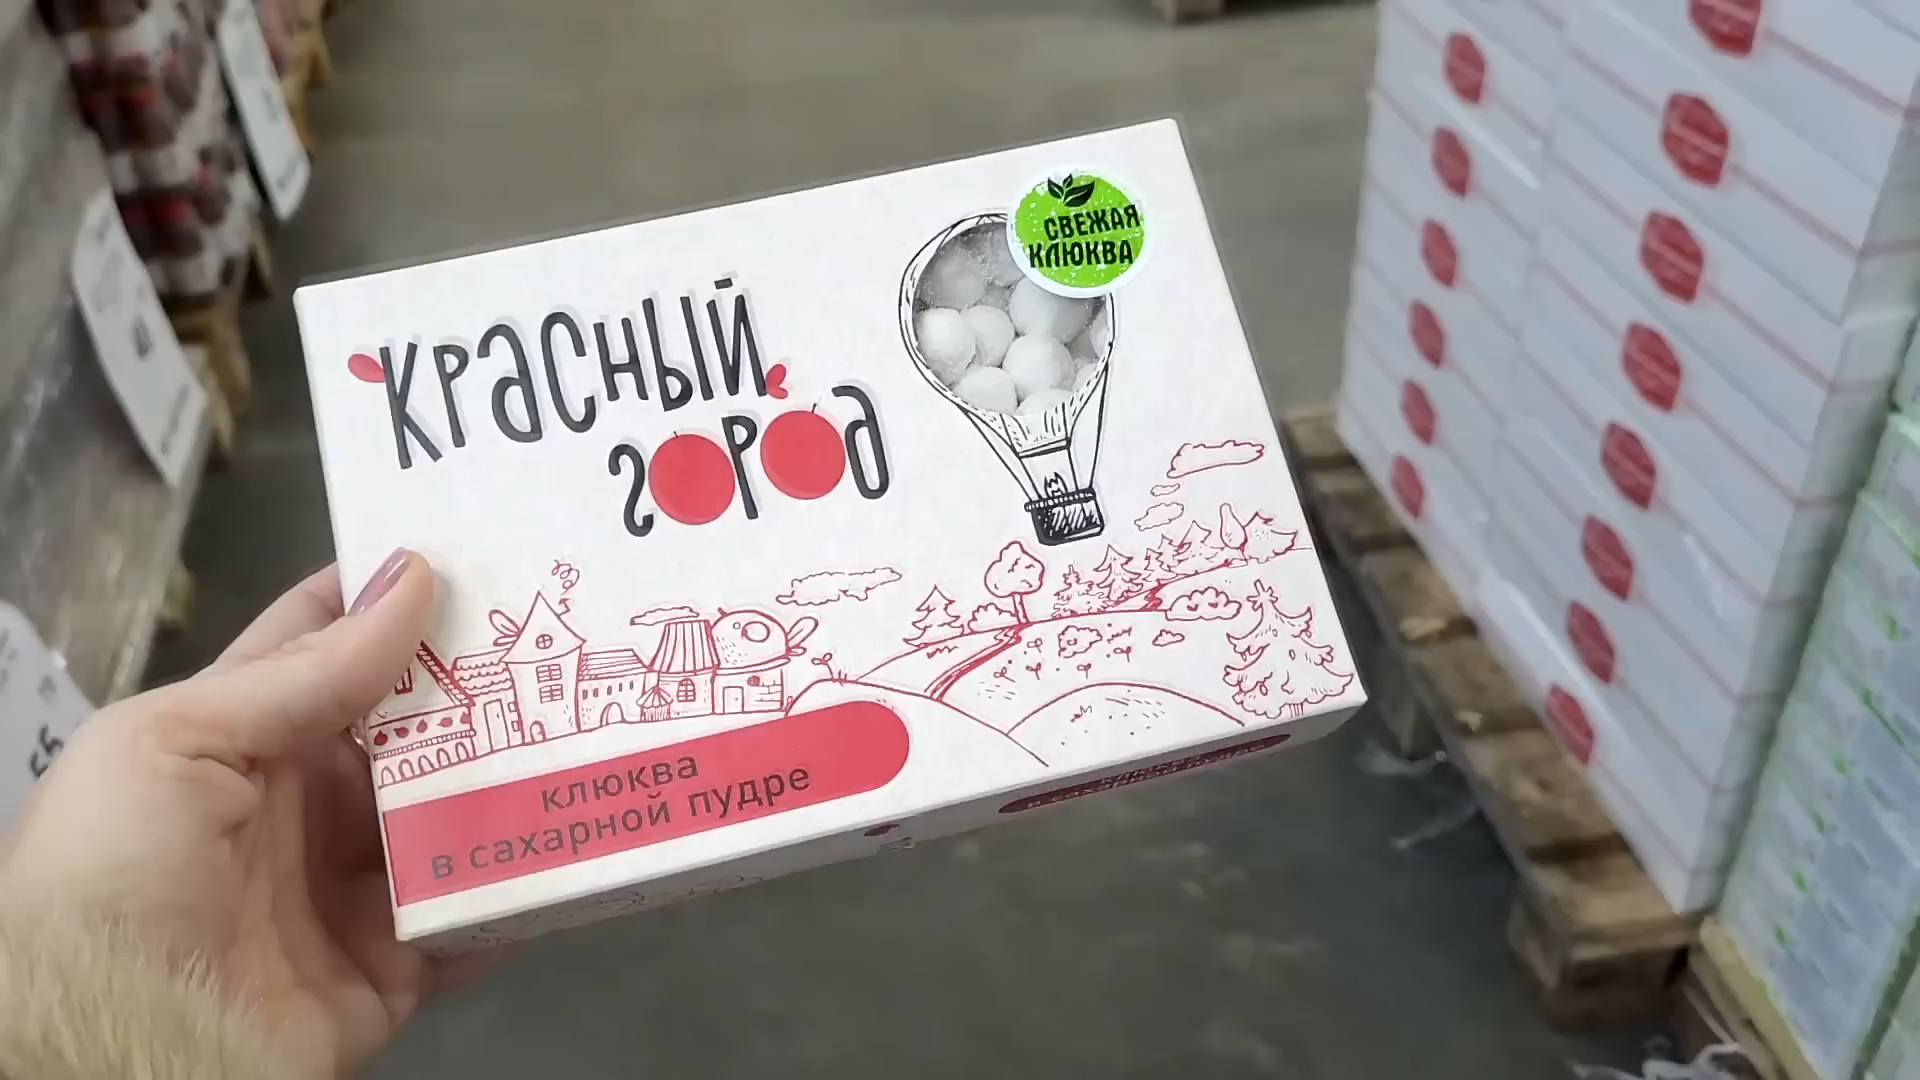 Красный
город
СВЕЖАЯ
КЛЮКВА
клюква
в сахарной пудре